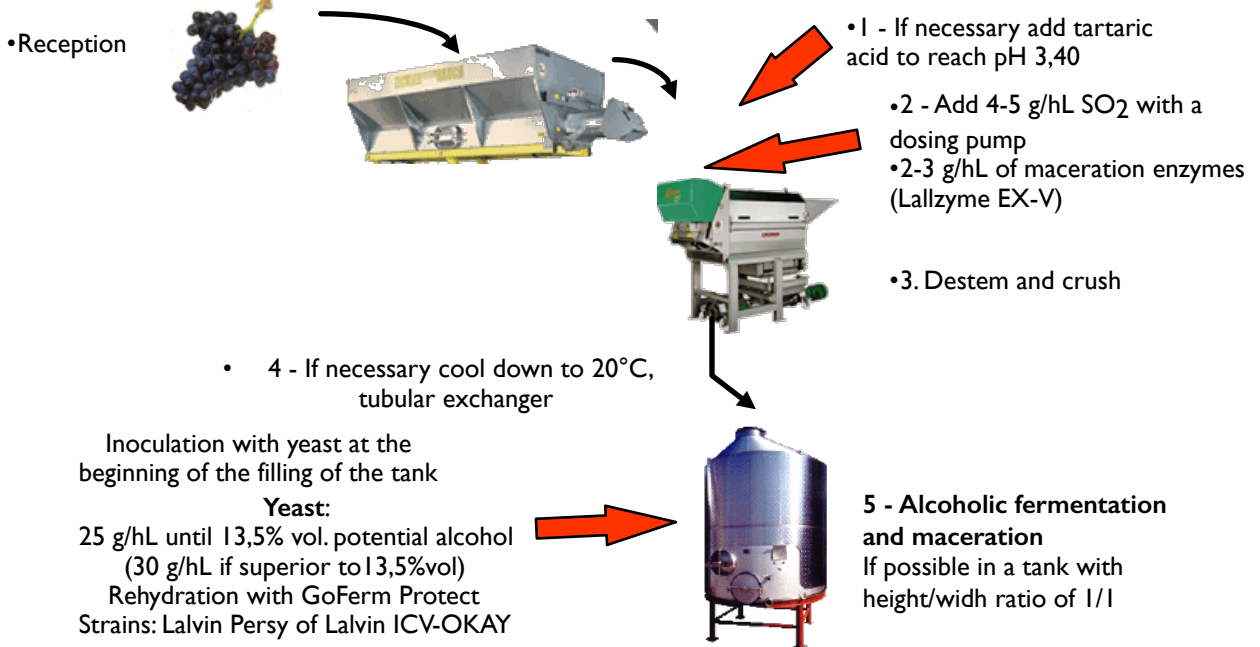 •Reception
•1 - If necessary add tartaric
acid to reach pH 3,40
•2 - Add 4-5 g/hL SO2 with a
dosing pump
•2-3 g/hL of maceration enzymes
(Lallzyme EX-V)
•3. Destem and crush
• 4 - If necessary cool down to 20°C,
tubular exchanger
Inoculation with yeast at the
beginning of the filling of the tank
Yeast:
25 g/hL until 13,5% vol. potential alcohol
(30 g/hL if superior to13,5%vol)
Rehydration with GoFerm Protect
Strains: Lalvin Persy of Lalvin ICV-OKAY
5 - Alcoholic fermentation
and maceration
If possible in a tank with
height/widh ratio of 1/1